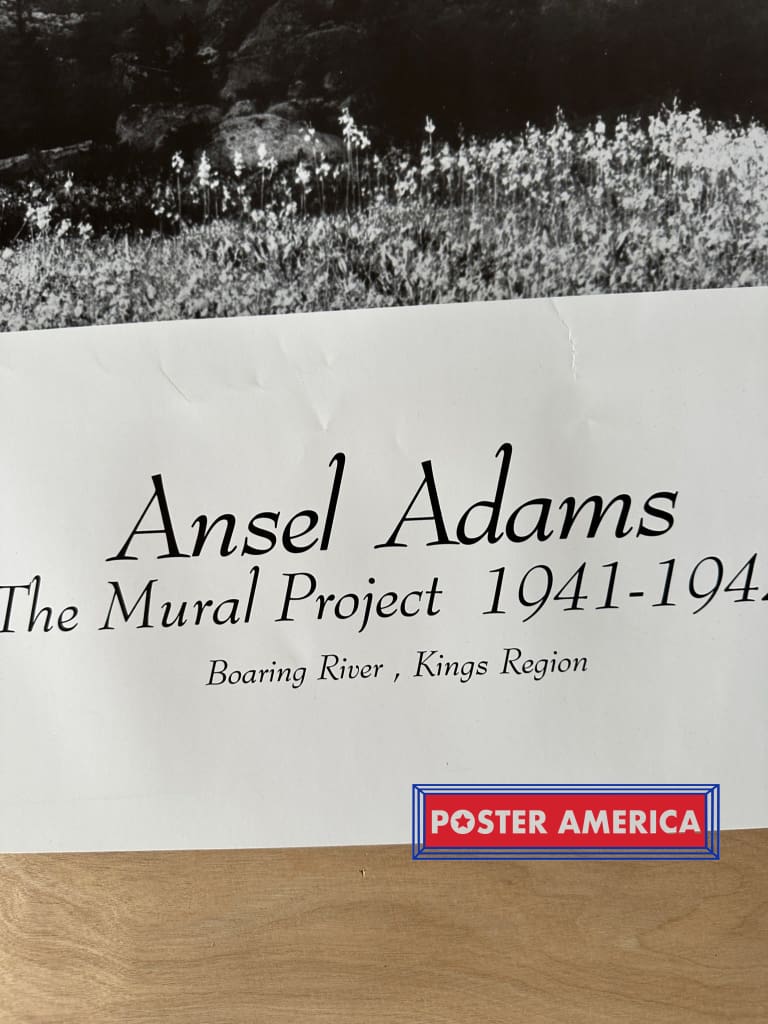 Ansel Adams
The Mural Project 1941-194
Boaring River , Kings Region
POSTER AMERICA